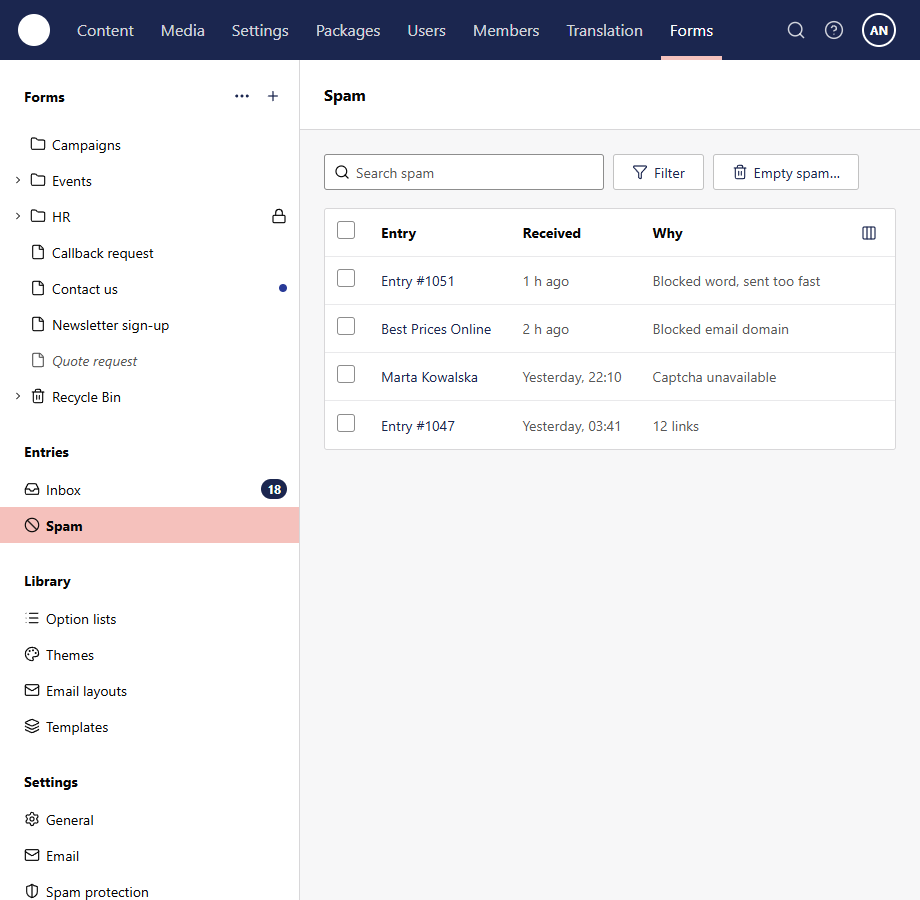 Content Media Settings Packages Users Members Translation Forms AN
Forms
Campaigns
Events
HR
Callback request
Contact us
Newsletter sign-up
Quote request
Recycle Bin
Entries
Inbox 18
Spam
Library
Option lists
Themes
Email layouts
Templates
Settings
General
Email
Spam protection
Spam
Search spam Filter Empty spam...
Entry Received Why
Entry #1051 1 h ago Blocked word, sent too fast
Best Prices Online 2 h ago Blocked email domain
Marta Kowalska Yesterday, 22:10 Captcha unavailable
Entry #1047 Yesterday, 03:41 12 links